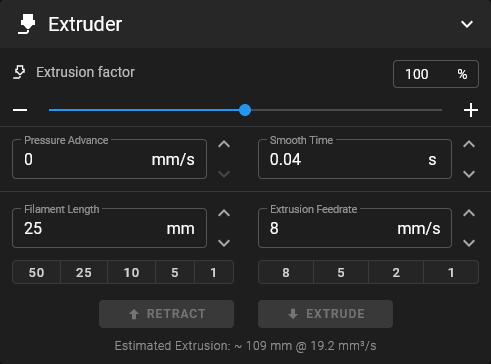 Extruder
Extrusion factor
100 %
Pressure Advance
0 mm/s
Smooth Time
0.04 s
Filament Length
25 mm
Extrusion Feedrate
8 mm/s
50 25 10 5 1
8 5 2 1
RETRACT
EXTRUDE
Estimated Extrusion: ~ 109 mm @ 19.2 mm³/s